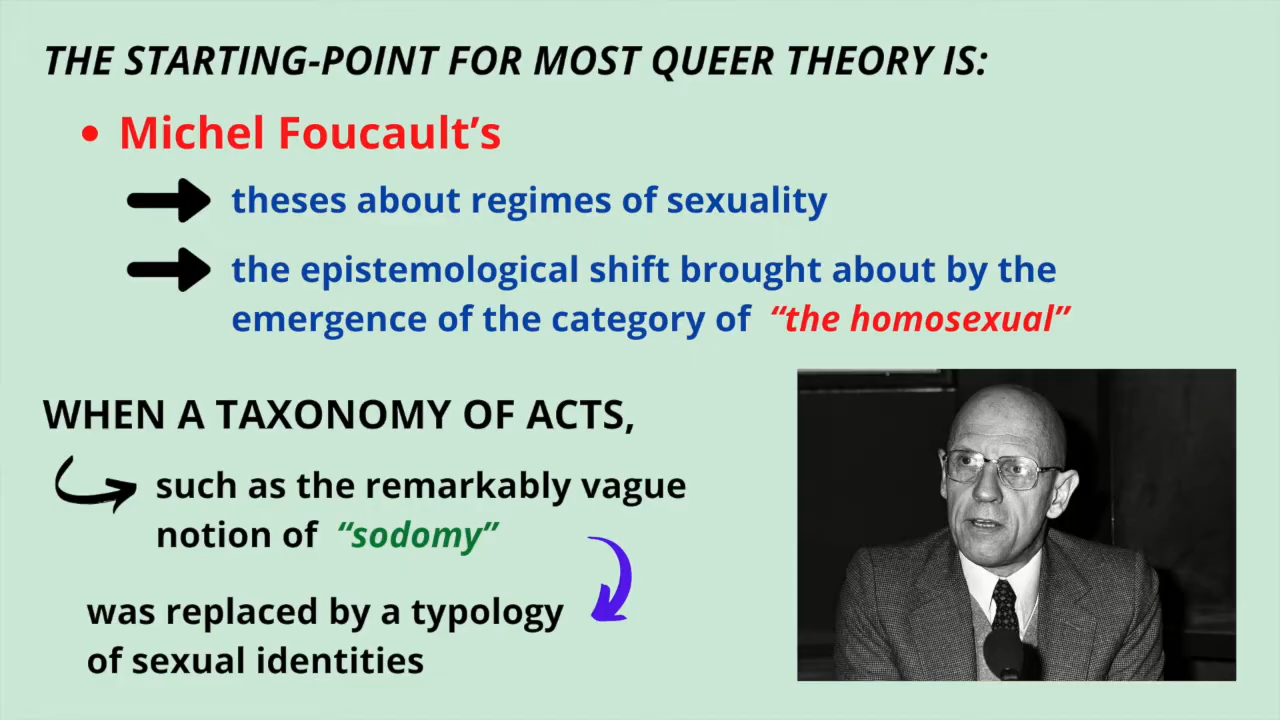 THE STARTING-POINT FOR MOST QUEER THEORY IS:
• Michel Foucault’s
theses about regimes of sexuality
the epistemological shift brought about by the
emergence of the category of “the homosexual”
WHEN A TAXONOMY OF ACTS,
such as the remarkably vague
notion of “sodomy”
was replaced by a typology
of sexual identities